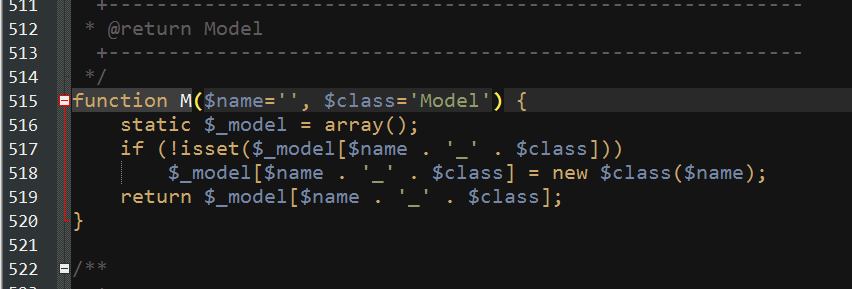 511 +----------------------------------------------------------
512 * @return Model
513 +----------------------------------------------------------
514 */
515 function M($name='', $class='Model') {
516 static $_model = array();
517 if (!isset($_model[$name . '_' . $class]))
518 $_model[$name . '_' . $class] = new $class($name);
519 return $_model[$name . '_' . $class];
520 }
521
522 /**